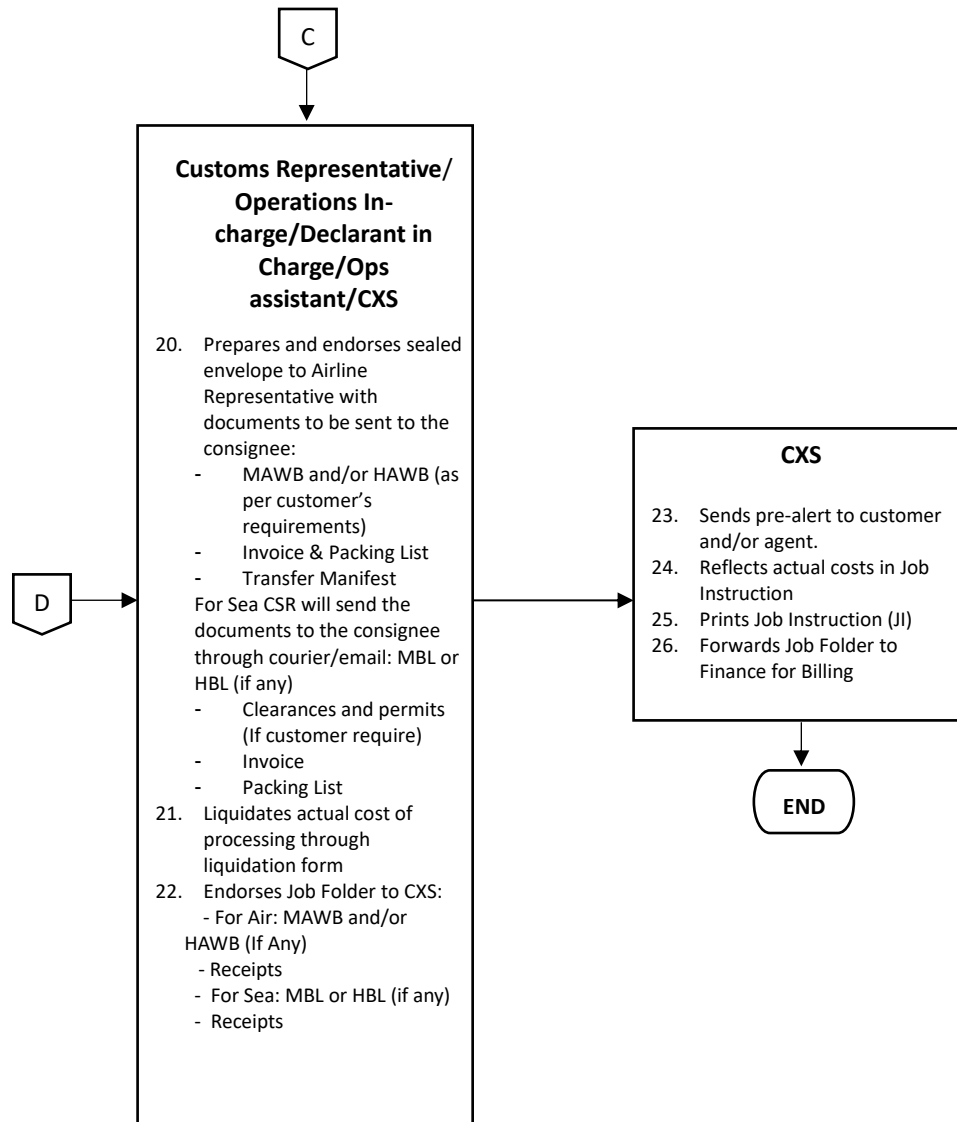 C
Customs Representative/
Operations In-
charge/Declarant in
Charge/Ops
assistant/CXS
20. Prepares and endorses sealed
envelope to Airline
Representative with
documents to be sent to the
consignee:
- MAWB and/or HAWB (as
per customer’s
requirements)
- Invoice & Packing List
- Transfer Manifest
For Sea CSR will send the
documents to the consignee
through courier/email: MBL or
HBL (if any)
- Clearances and permits
(If customer require)
- Invoice
- Packing List
21. Liquidates actual cost of
processing through
liquidation form
22. Endorses Job Folder to CXS:
- For Air: MAWB and/or
HAWB (If Any)
- Receipts
- For Sea: MBL or HBL (if any)
- Receipts
D
CXS
23. Sends pre-alert to customer
and/or agent.
24. Reflects actual costs in Job
Instruction
25. Prints Job Instruction (JI)
26. Forwards Job Folder to
Finance for Billing
END